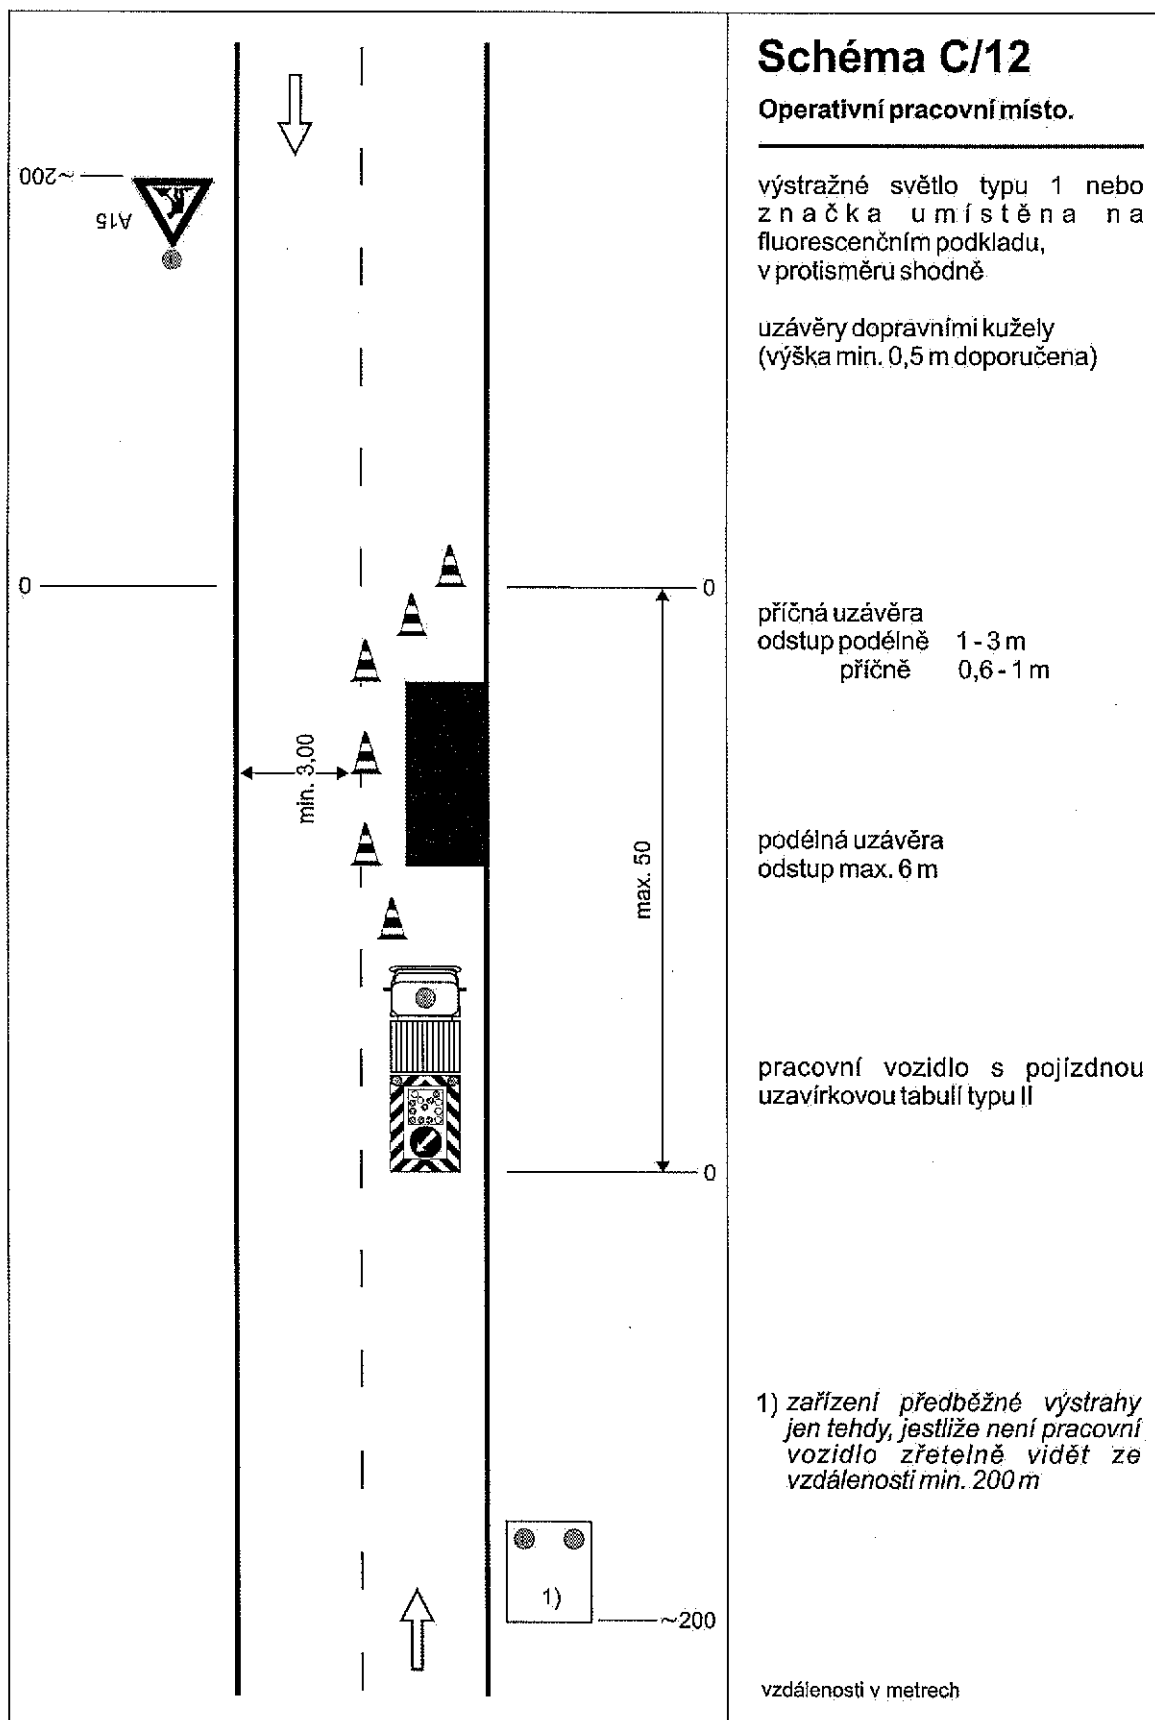 Schéma C/12
Operativní pracovní místo.
výstražné světlo typu 1 nebo
značka umístěna na
fluorescenčním podkladu,
v protisměru shodně
uzávěry dopravními kužely
(výška min. 0,5 m doporučena)
~200
A15
0
0
příčná uzávěra
odstup podélně 1 - 3 m
příčně 0,6 - 1 m
min. 3,00
max. 50
podélná uzávěra
odstup max. 6 m
pracovní vozidlo s pojízdnou
uzavírkovou tabulí typu II
0
1) zařízení předběžné výstrahy
jen tehdy, jestliže není pracovní
vozidlo zřetelně vidět ze
vzdálenosti min. 200 m
1)
~200
vzdálenosti v metrech